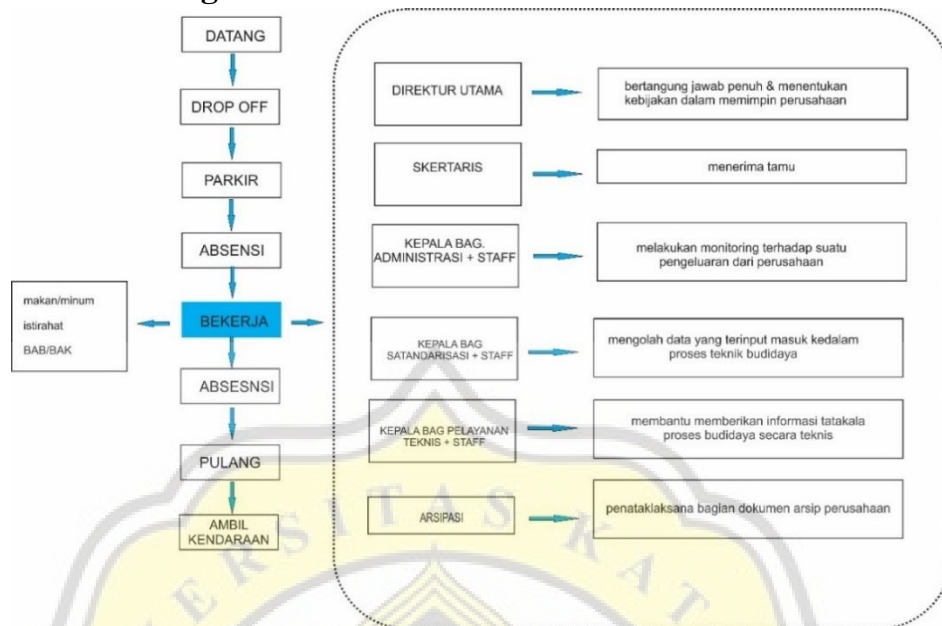 DATANG
DROP OFF
PARKIR
ABSENSI
BEKERJA
makan/minum
istirahat
BAB/BAK
ABSESNSI
PULANG
AMBIL
KENDARAAN
DIREKTUR UTAMA
bertangung jawab penuh & menentukan
kebijakan dalam memimpin perusahaan
SKERTARIS
menerima tamu
KEPALA BAG.
ADMINISTRASI + STAFF
melakukan monitoring terhadap suatu
pengeluaran dari perusahaan
KEPALA BAG
SATANDARISASI + STAFF
mengolah data yang terinput masuk kedalam
proses teknik budidaya
KEPALA BAG PELAYANAN
TEKNIS + STAFF
membantu memberikan informasi tatakala
proses budidaya secara teknis
ARSIPASI
penataklaksana bagian dokumen arsip perusahaan
ERSITAS KAT